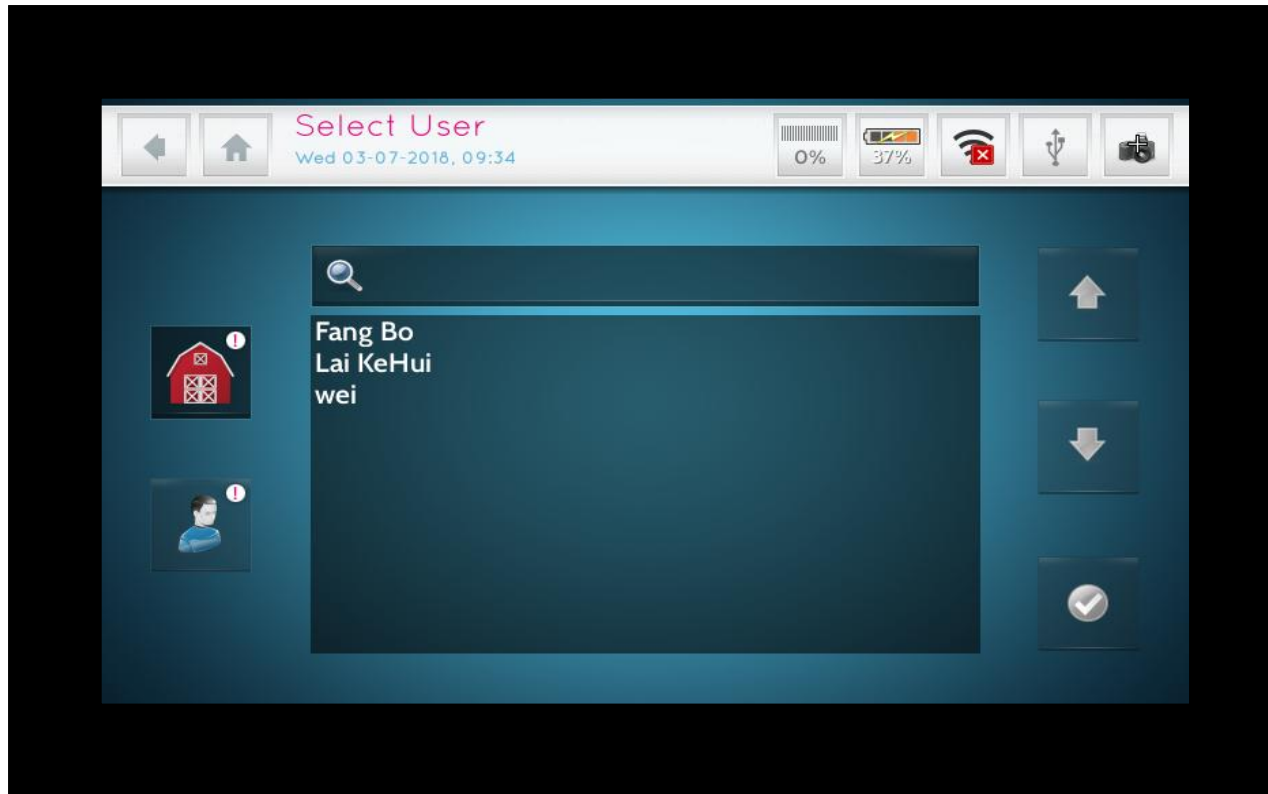 Select User
Wed 03-07-2018, 09:34
0%
37%
!
Fang Bo
Lai KeHui
wei
!